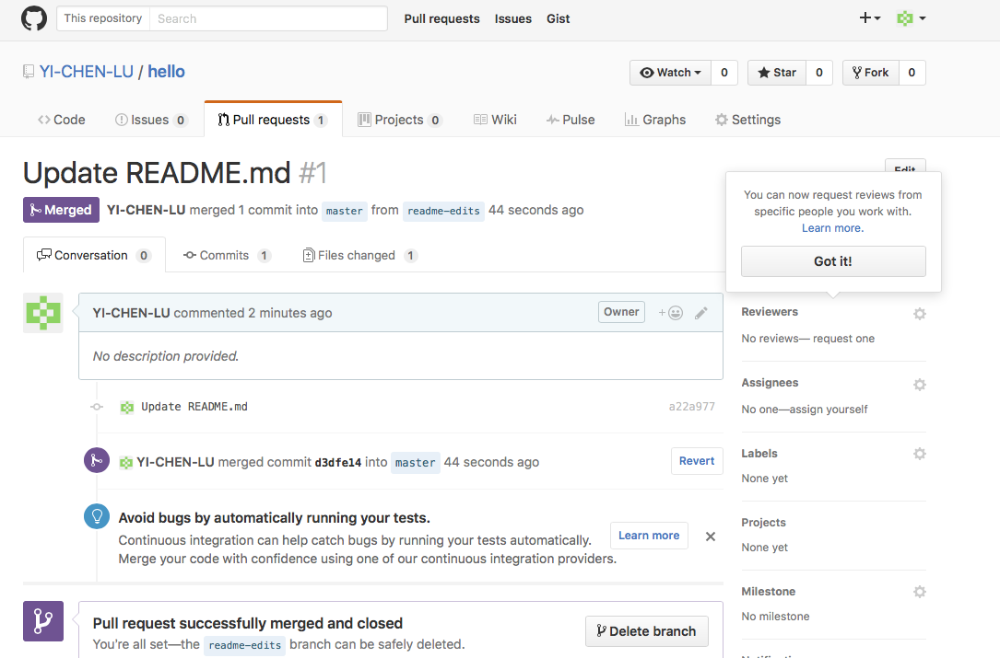 This repository Search Pull requests Issues Gist
YI-CHEN-LU / hello Watch 0 Star 0 Fork 0
Code Issues 0 Pull requests 1 Projects 0 Wiki Pulse Graphs Settings
Update README.md #1
Edit
Merged YI-CHEN-LU merged 1 commit into master from readme-edits 44 seconds ago
You can now request reviews from
specific people you work with.
Learn more.
Got it!
Conversation 0 Commits 1 Files changed 1
YI-CHEN-LU commented 2 minutes ago Owner
No description provided.
Update README.md a22a977
YI-CHEN-LU merged commit d3dfe14 into master 44 seconds ago Revert
Avoid bugs by automatically running your tests.
Continuous integration can help catch bugs by running your tests automatically.
Merge your code with confidence using one of our continuous integration providers.
Learn more
Pull request successfully merged and closed
You're all set—the readme-edits branch can be safely deleted.
Delete branch
Reviewers
No reviews— request one
Assignees
No one—assign yourself
Labels
None yet
Projects
None yet
Milestone
No milestone